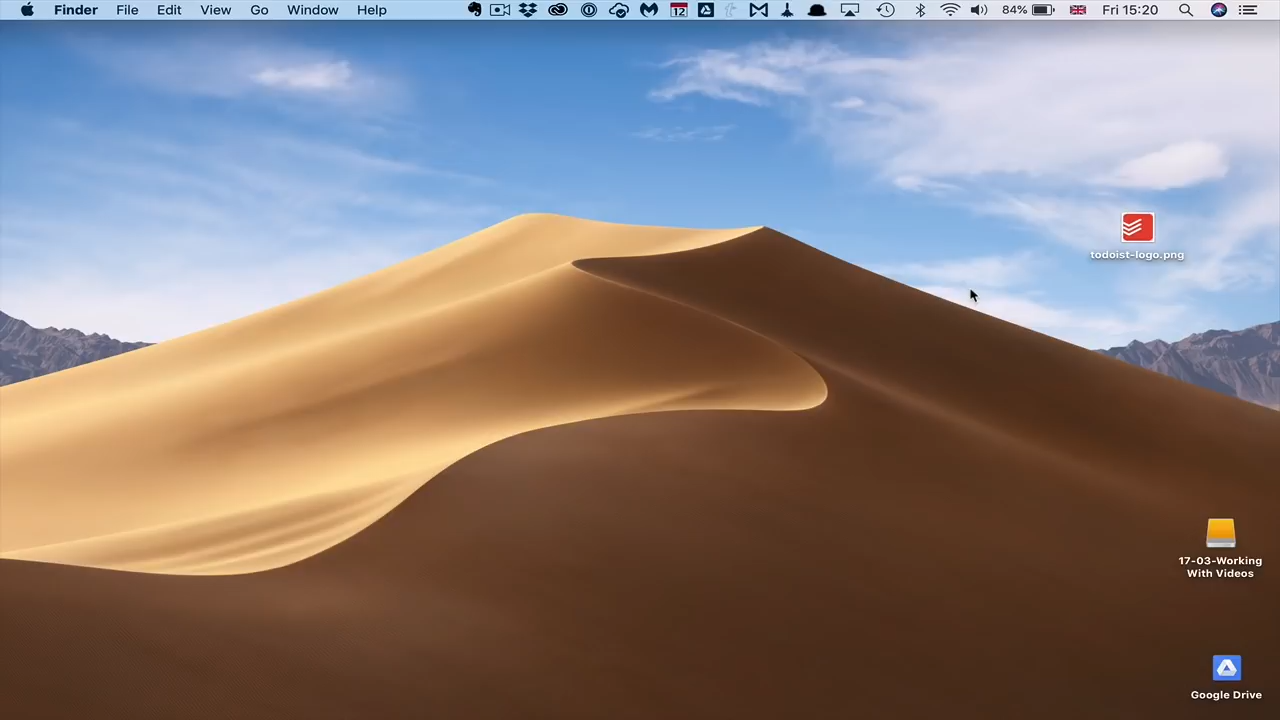 Finder File Edit View Go Window Help 12 84% Fri 15:20
todoist-logo.png
17-03-Working
With Videos
Google Drive